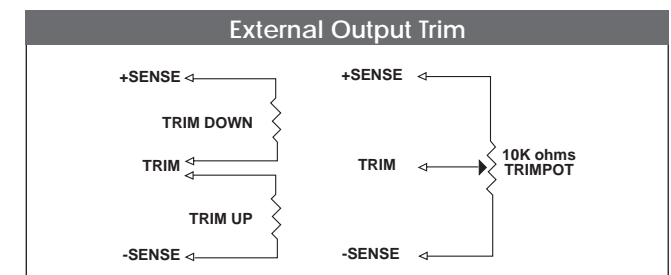 External Output Trim
+SENSE
TRIM DOWN
TRIM
TRIM UP
-SENSE
+SENSE
TRIM
10K ohms
TRIMPOT
-SENSE